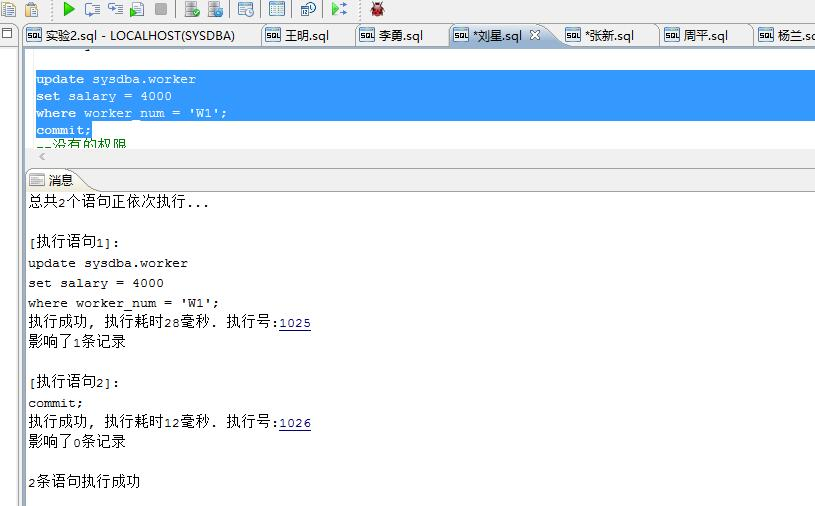 实验2.sql - LOCALHOST(SYSDBA) 王明.sql 李勇.sql *刘星.sql *张新.sql 周平.sql 杨兰.sc
update sysdba.worker
set salary = 4000
where worker_num = 'W1';
commit;
--没有的权限
消息
总共2个语句正依次执行...
[执行语句1]:
update sysdba.worker
set salary = 4000
where worker_num = 'W1';
执行成功, 执行耗时28毫秒. 执行号:1025
影响了1条记录
[执行语句2]:
commit;
执行成功, 执行耗时12毫秒. 执行号:1026
影响了0条记录
2条语句执行成功